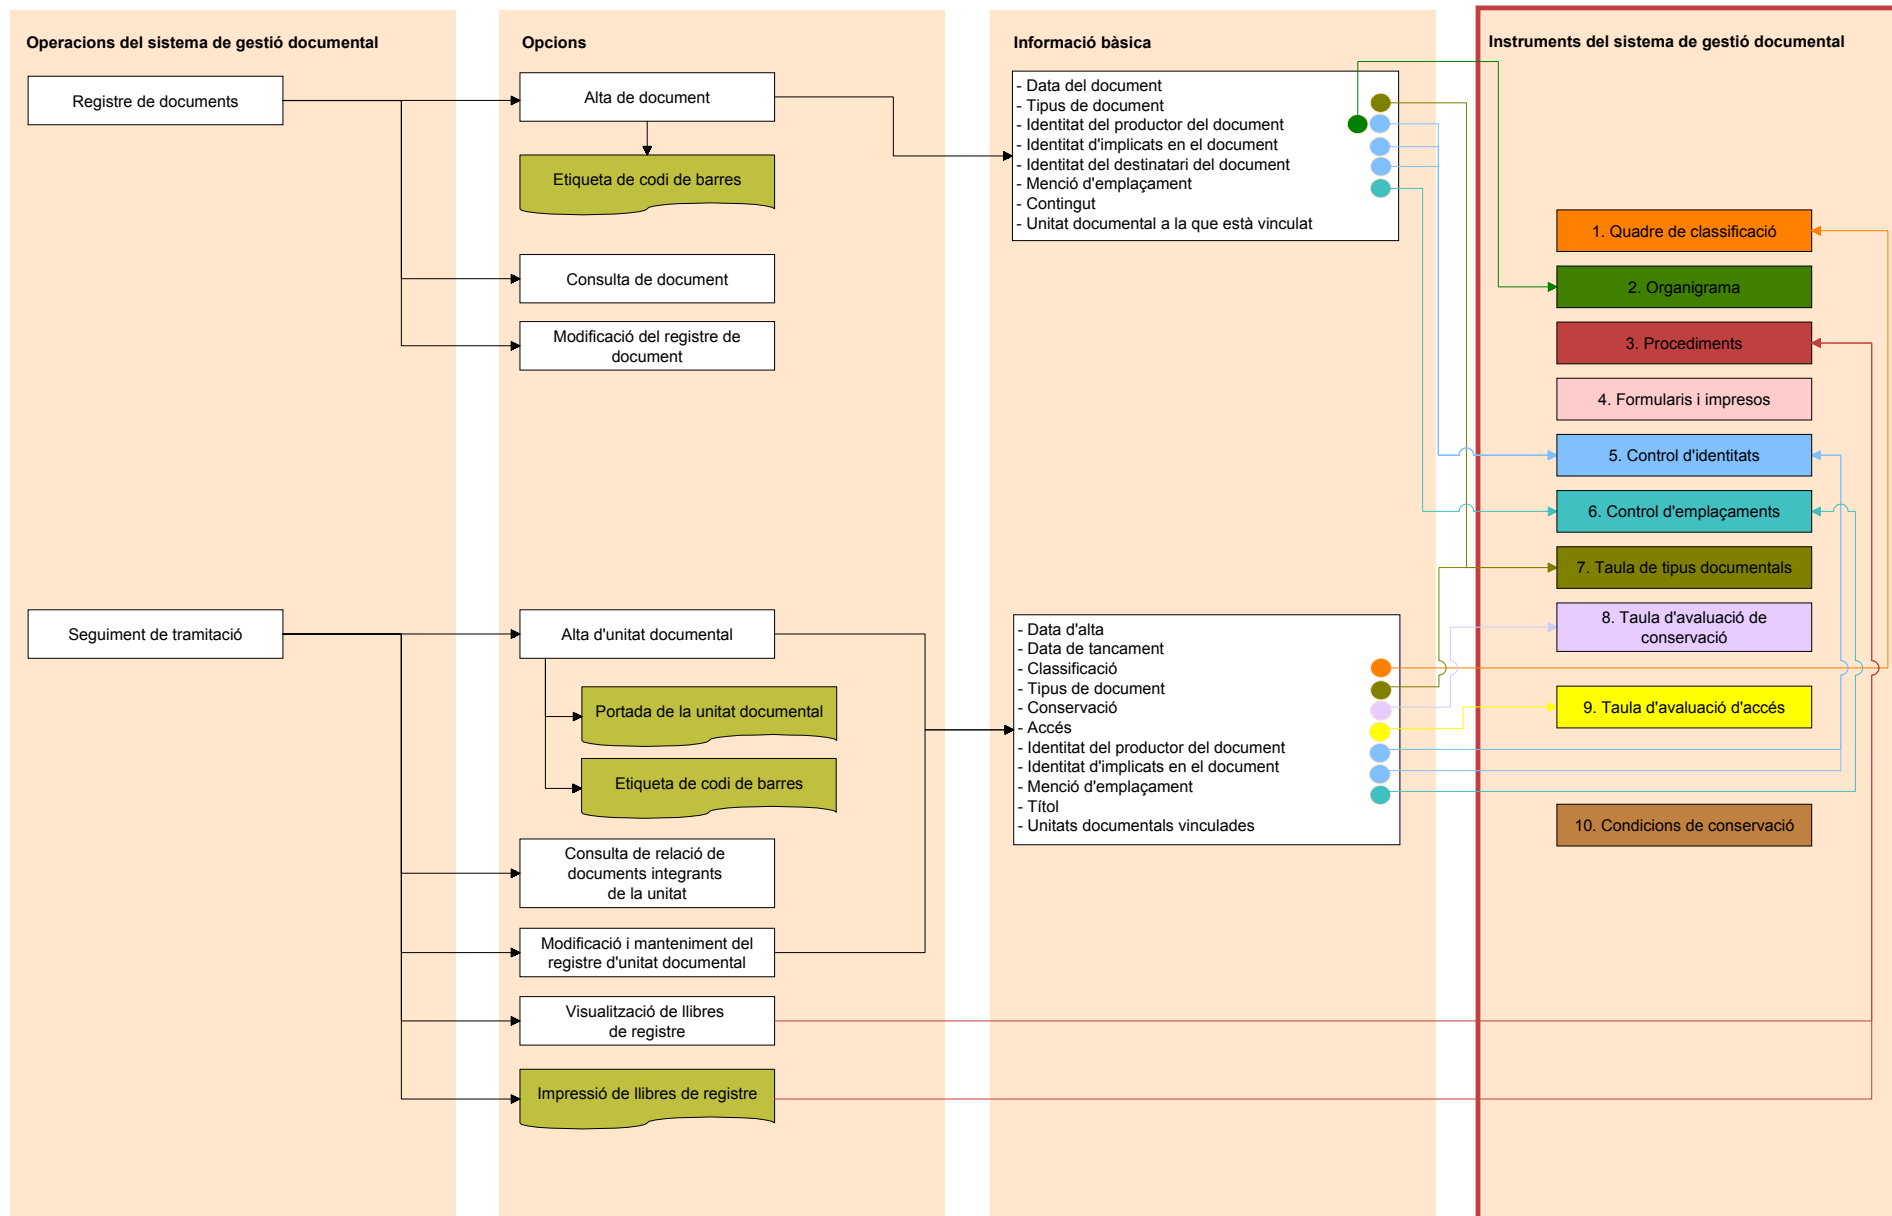 Operacions del sistema de gestió documental
Registre de documents
Seguiment de tramitació
Opcions
Alta de document
Etiqueta de codi de barres
Consulta de document
Modificació del registre de
document
Alta d'unitat documental
Portada de la unitat documental
Etiqueta de codi de barres
Consulta de relació de
documents integrants
de la unitat
Modificació i manteniment del
registre d'unitat documental
Visualització de llibres
de registre
Impressió de llibres de registre
Informació bàsica
- Data del document
- Tipus de document
- Identitat del productor del document
- Identitat d'implicats en el document
- Identitat del destinatari del document
- Menció d'emplaçament
- Contingut
- Unitat documental a la que està vinculat
- Data d'alta
- Data de tancament
- Classificació
- Tipus de document
- Conservació
- Accés
- Identitat del productor del document
- Identitat d'implicats en el document
- Menció d'emplaçament
- Títol
- Unitats documentals vinculades
Instruments del sistema de gestió documental
1. Quadre de classificació
2. Organigrama
3. Procediments
4. Formularis i impresos
5. Control d'identitats
6. Control d'emplaçaments
7. Taula de tipus documentals
8. Taula d'avaluació de
conservació
9. Taula d'avaluació d'accés
10. Condicions de conservació